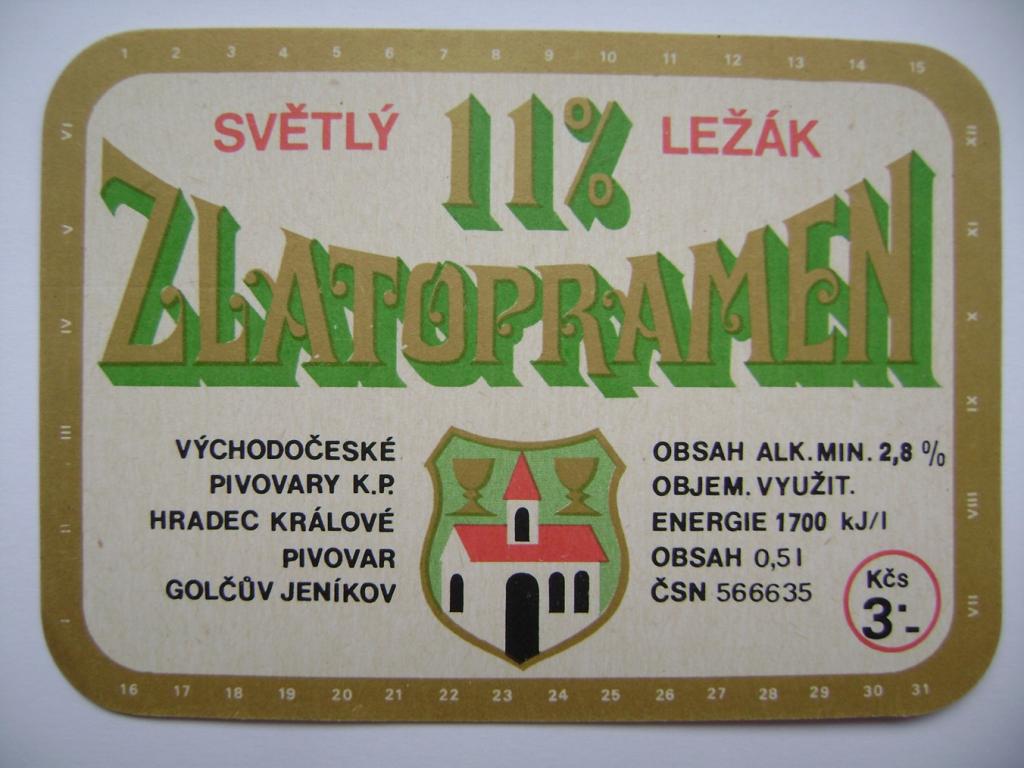 1 2 3 4 5 6 7 8 9 10 11 12 13 14 15
SVĚTLÝ 11% LEŽÁK
ZLATOPRAMEN
VÝCHODOČESKÉ
PIVOVARY K.P.
HRADEC KRÁLOVÉ
PIVOVAR
GOLČŮV JENÍKOV
OBSAH ALK. MIN. 2,8 %
OBJEM. VYUŽIT.
ENERGIE 1700 kJ/l
OBSAH 0,5 l
ČSN 566635
Kčs
3:-
I II III IV V VI
VII VIII IX X XI XII
16 17 18 19 20 21 22 23 24 25 26 27 28 29 30 31